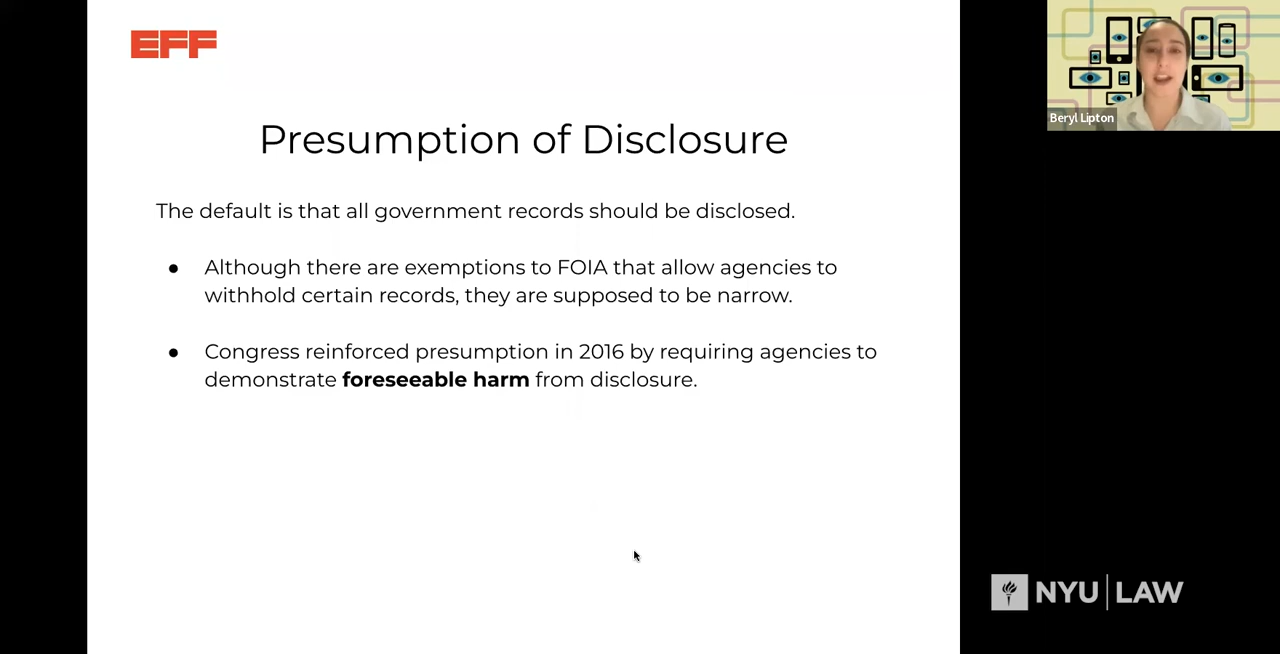 EFF
Presumption of Disclosure
The default is that all government records should be disclosed.
● Although there are exemptions to FOIA that allow agencies to
withhold certain records, they are supposed to be narrow.
● Congress reinforced presumption in 2016 by requiring agencies to
demonstrate foreseeable harm from disclosure.
Beryl Lipton
NYU | LAW